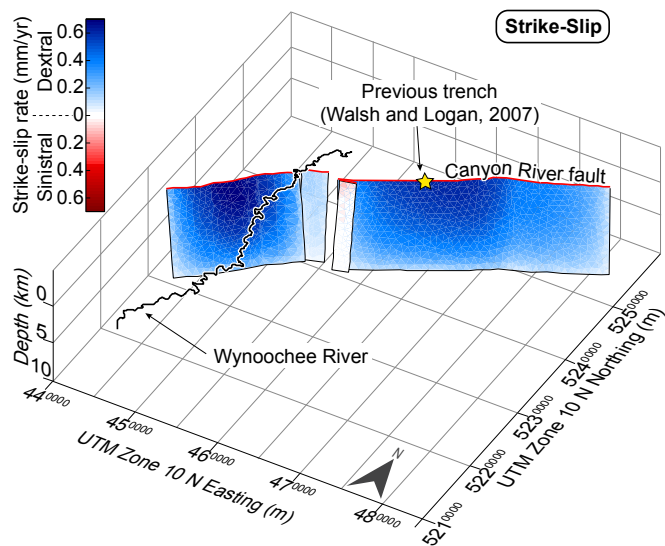 Strike-Slip
Strike-slip rate (mm/yr)
Sinistral Dextral
0.6
0.4
0.2
0
0.2
0.4
0.6
Previous trench
(Walsh and Logan, 2007)
Canyon River fault
Wynoochee River
Depth (km)
0
5
10
44⁰⁰⁰⁰
45⁰⁰⁰⁰
46⁰⁰⁰⁰
47⁰⁰⁰⁰
48⁰⁰⁰⁰
UTM Zone 10 N Easting (m)
N
521⁰⁰⁰⁰
522⁰⁰⁰⁰
523⁰⁰⁰⁰
524⁰⁰⁰⁰
525⁰⁰⁰⁰
UTM Zone 10 N Northing (m)